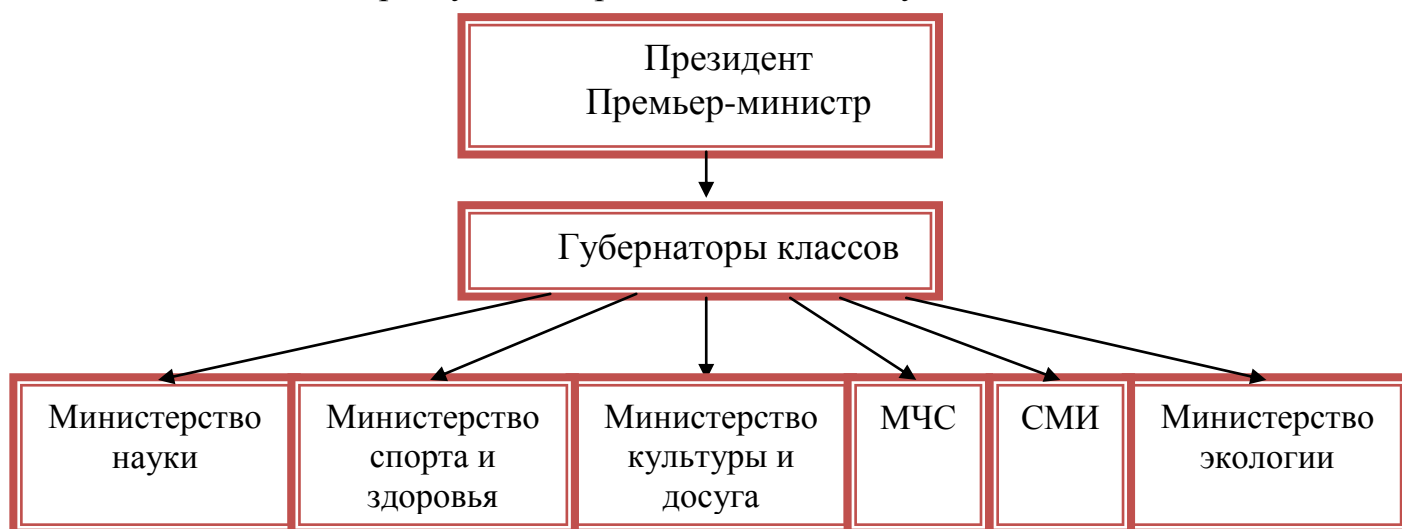 Президент
Премьер-министр
Губернаторы классов
Министерство
науки
Министерство
спорта и
здоровья
Министерство
культуры и
досуга
МЧС
СМИ
Министерство
экологии